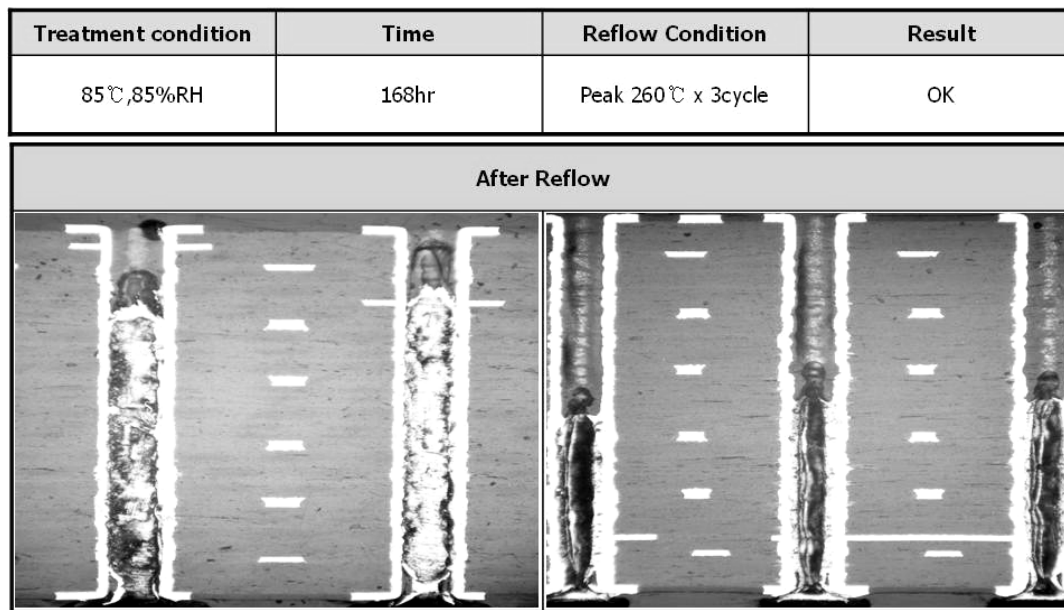 Treatment condition Time Reflow Condition Result
85℃,85%RH 168hr Peak 260℃ x 3cycle OK
After Reflow